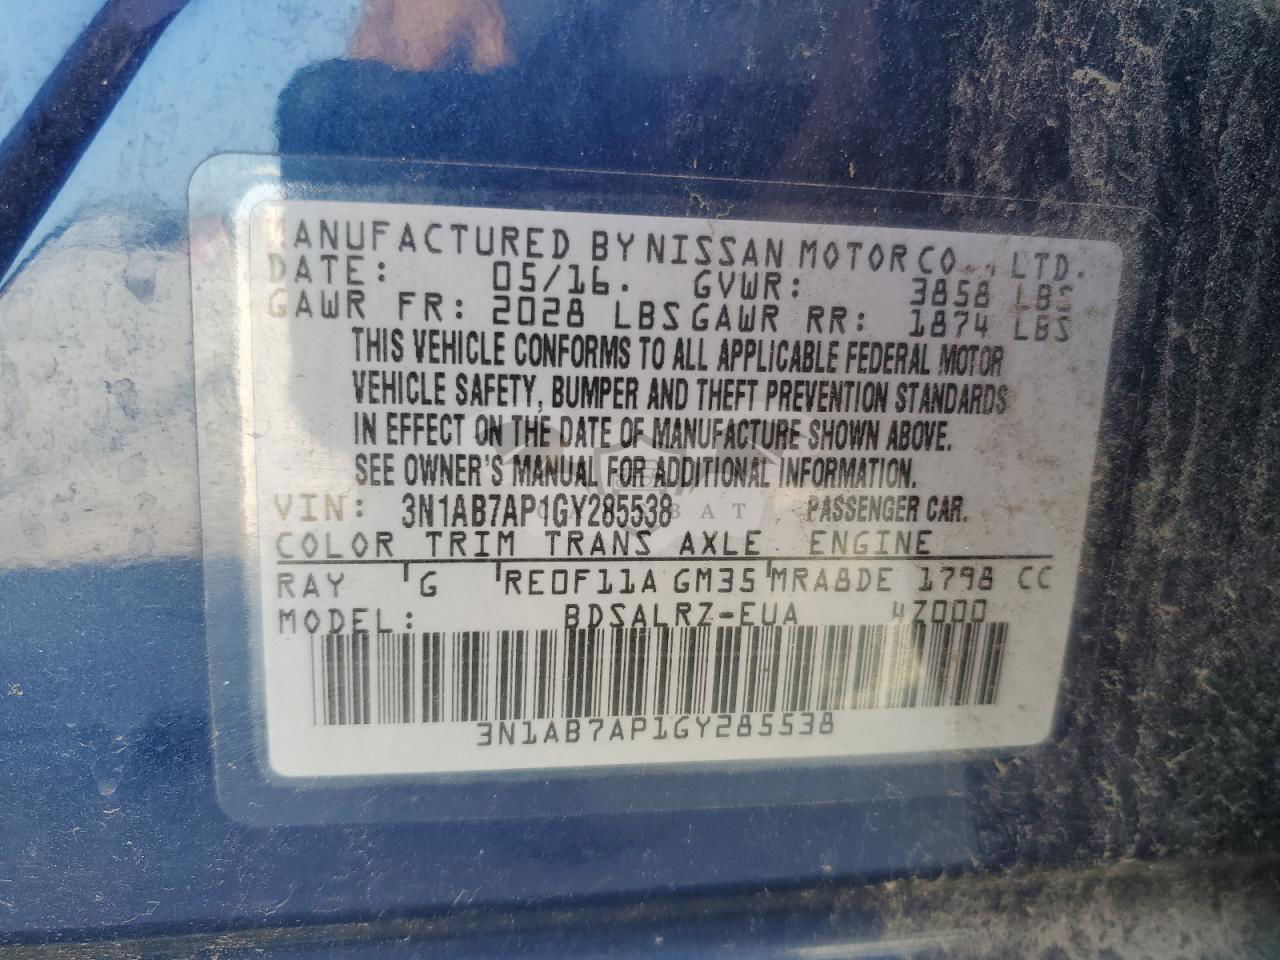 MANUFACTURED BY NISSAN MOTOR CO., LTD.
DATE: 05/16. GVWR: 3858 LBS
GAWR FR: 2028 LBS GAWR RR: 1874 LBS
THIS VEHICLE CONFORMS TO ALL APPLICABLE FEDERAL MOTOR
VEHICLE SAFETY, BUMPER AND THEFT PREVENTION STANDARDS
IN EFFECT ON THE DATE OF MANUFACTURE SHOWN ABOVE.
SEE OWNER'S MANUAL FOR ADDITIONAL INFORMATION.
VIN: 3N1AB7AP1GY285538 PASSENGER CAR.
COLOR TRIM TRANS AXLE ENGINE
RAY G RE0F11A GM35 MRA8DE 1798 CC
MODEL: BDSALRZ-EUA 4Z000
3N1AB7AP1GY285538